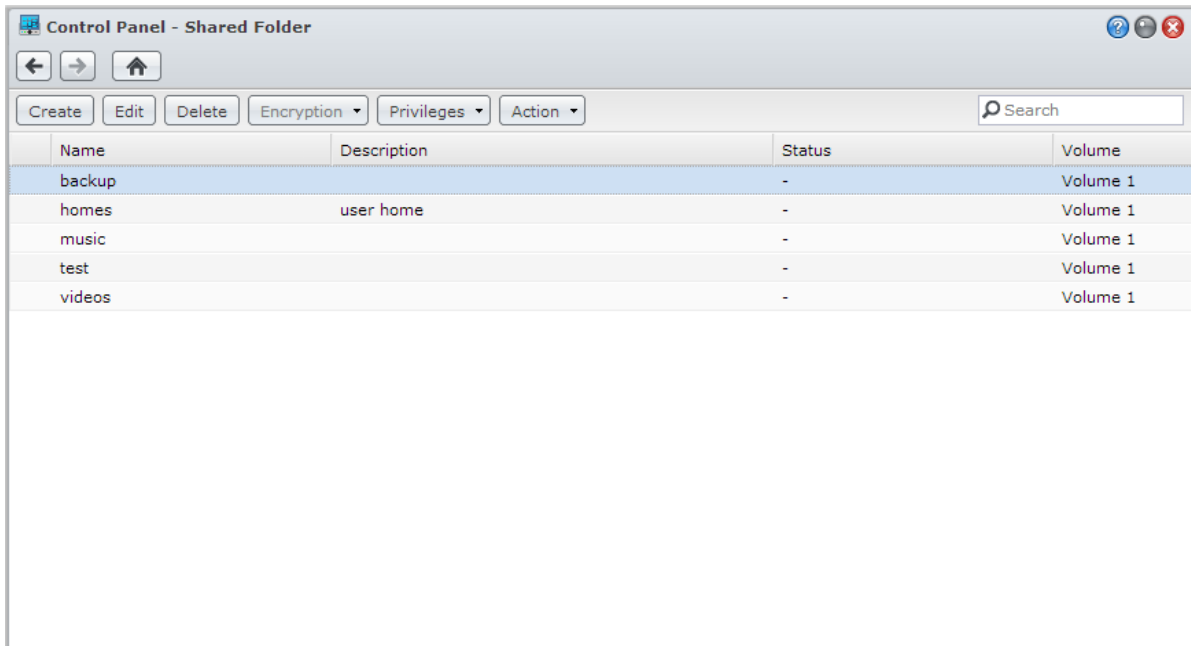 Control Panel - Shared Folder
Create Edit Delete Encryption Privileges Action Search
Name Description Status Volume
backup - Volume 1
homes user home - Volume 1
music - Volume 1
test - Volume 1
videos - Volume 1